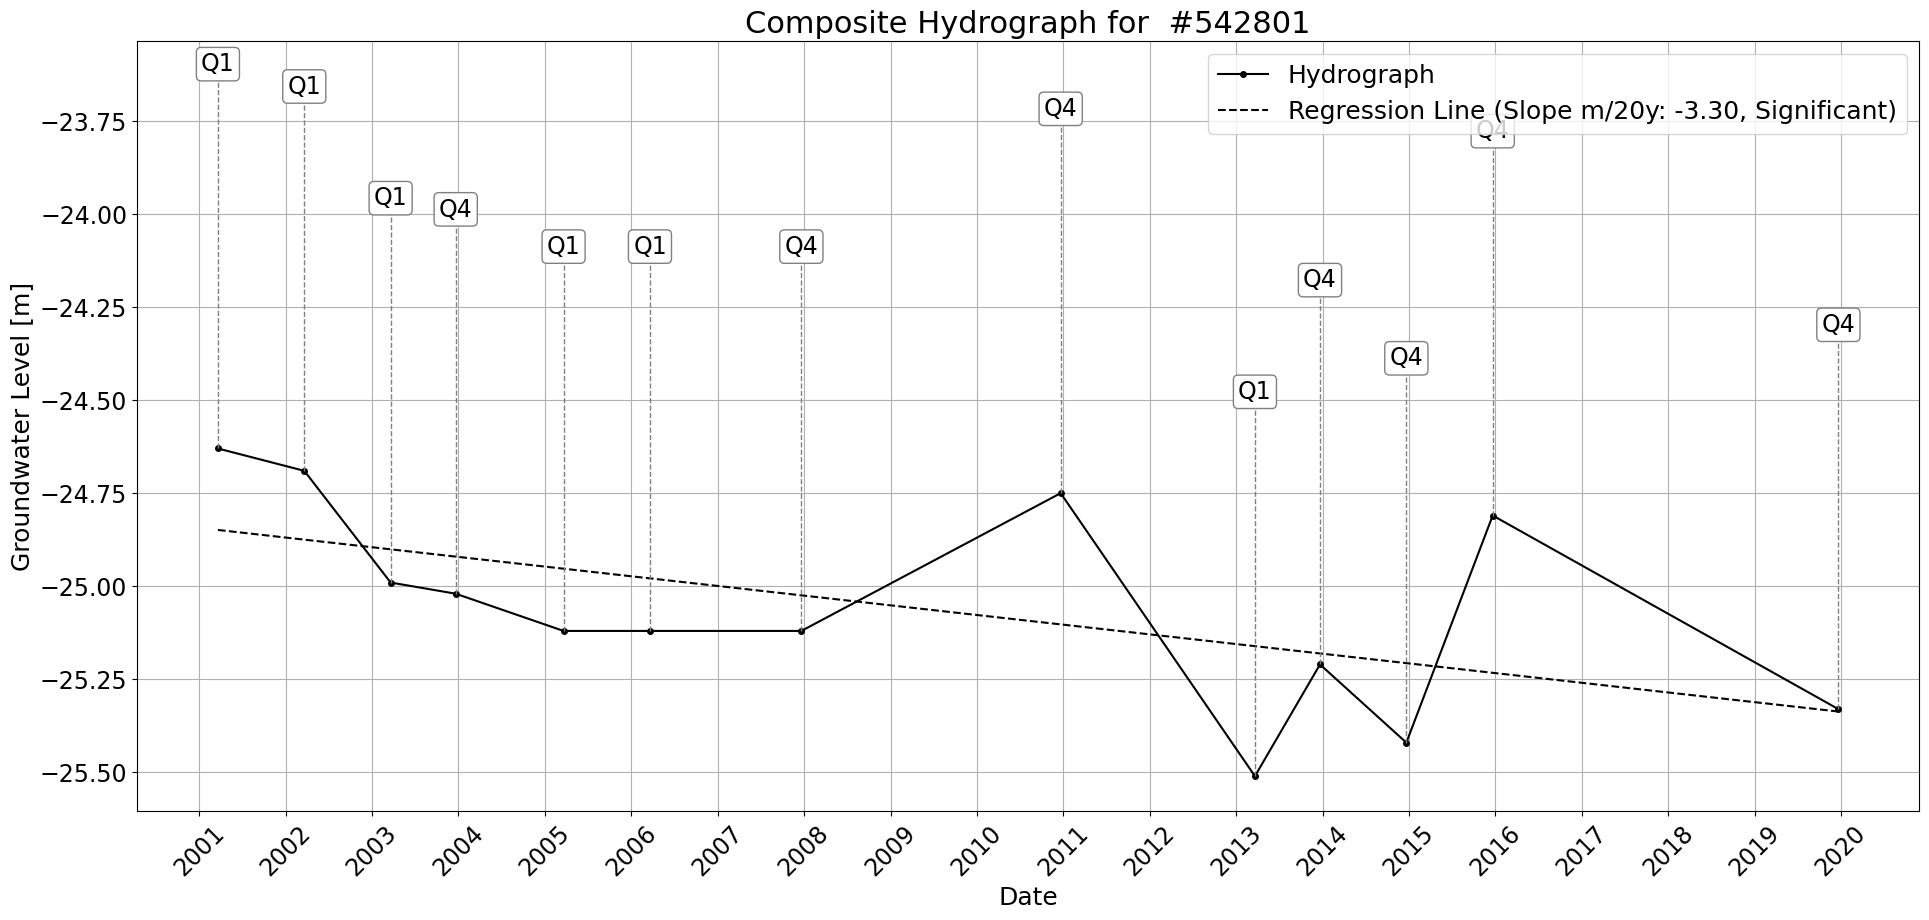 Composite Hydrograph for  #542801
Hydrograph
Regression Line (Slope m/20y: -3.30, Significant)
Q1
Q1
Q1
Q4
Q1
Q1
Q4
Q4
Q1
Q4
Q4
Q4
Q4
Groundwater Level [m]
−23.75
−24.00
−24.25
−24.50
−24.75
−25.00
−25.25
−25.50
2001
2002
2003
2004
2005
2006
2007
2008
2009
2010
2011
2012
2013
2014
2015
2016
2017
2018
2019
2020
Date